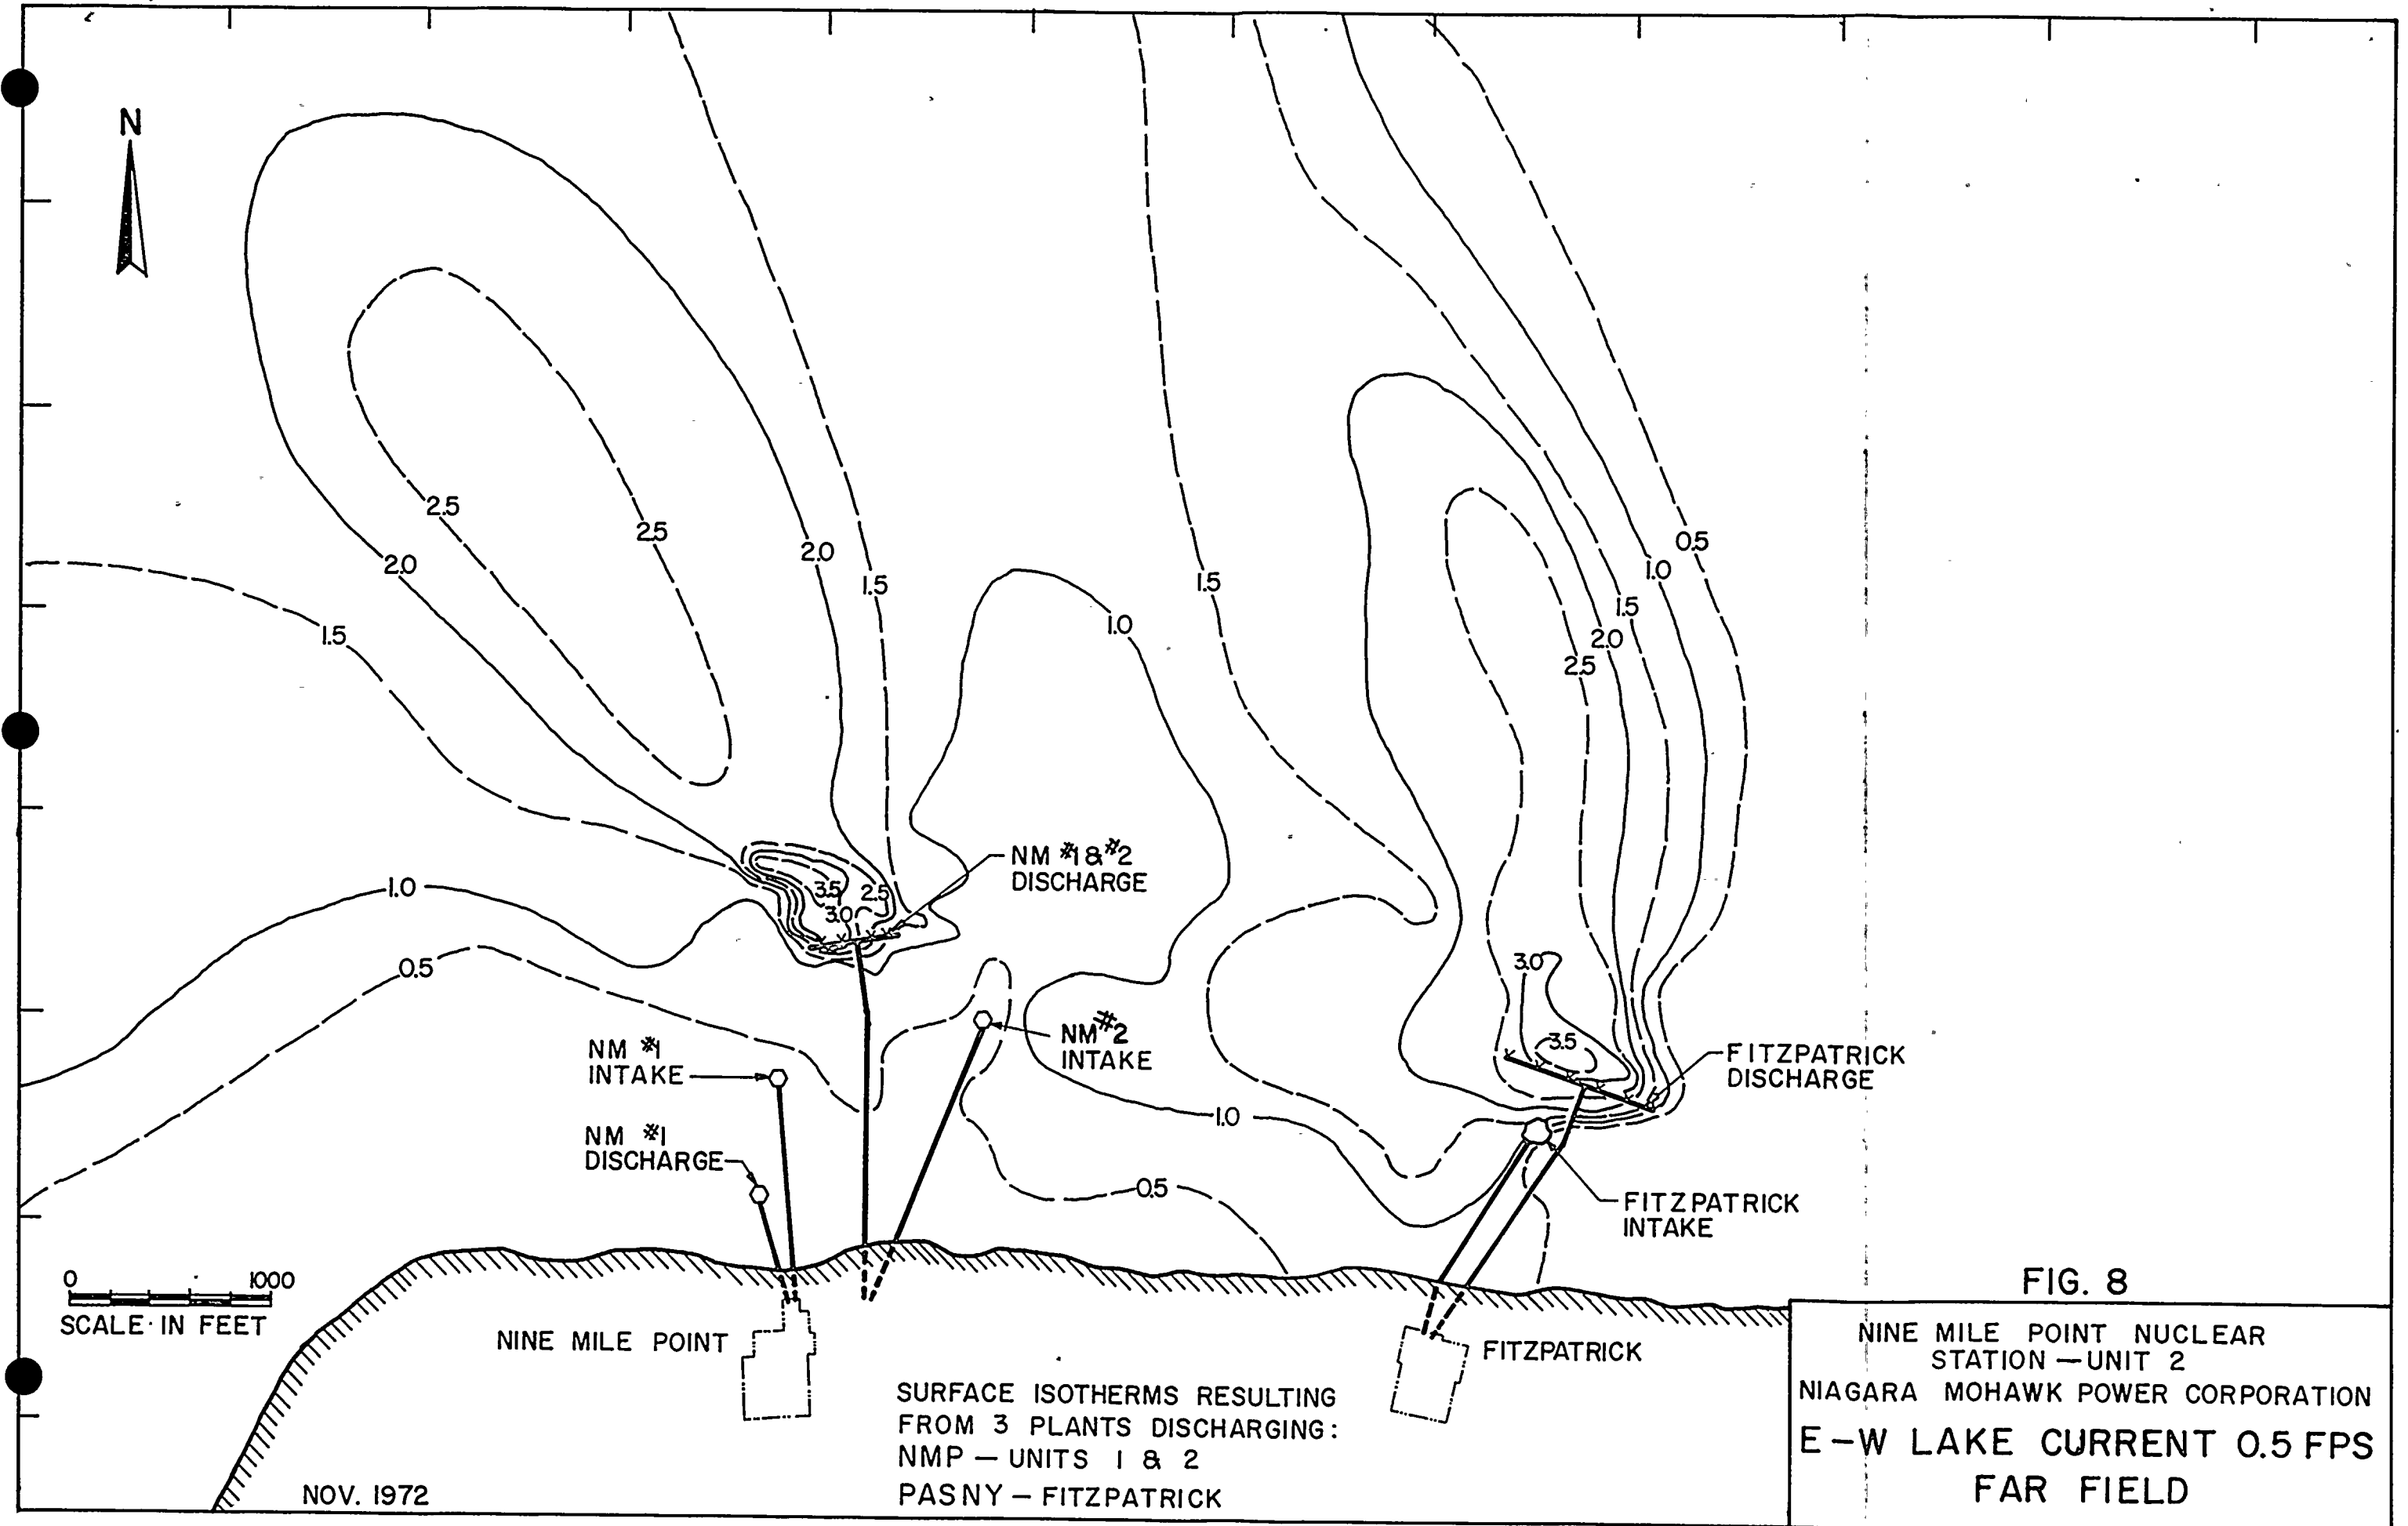 N
2.5
2.5
2.0
2.0
1.5
1.5
1.5
1.0
0.5
1.0
1.5
2.0
2.5
1.0
0.5
3.5
2.5
3.0
NM #1 & #2
DISCHARGE
3.0
3.5
NM #1
INTAKE
NM #2
INTAKE
FITZPATRICK
DISCHARGE
1.0
NM #1
DISCHARGE
0.5
FITZPATRICK
INTAKE
0 1000
SCALE IN FEET
NINE MILE POINT
FITZPATRICK
SURFACE ISOTHERMS RESULTING
FROM 3 PLANTS DISCHARGING:
NMP — UNITS 1 & 2
PASNY — FITZPATRICK
NOV. 1972
FIG. 8
NINE MILE POINT NUCLEAR
STATION — UNIT 2
NIAGARA MOHAWK POWER CORPORATION
E-W LAKE CURRENT 0.5 FPS
FAR FIELD